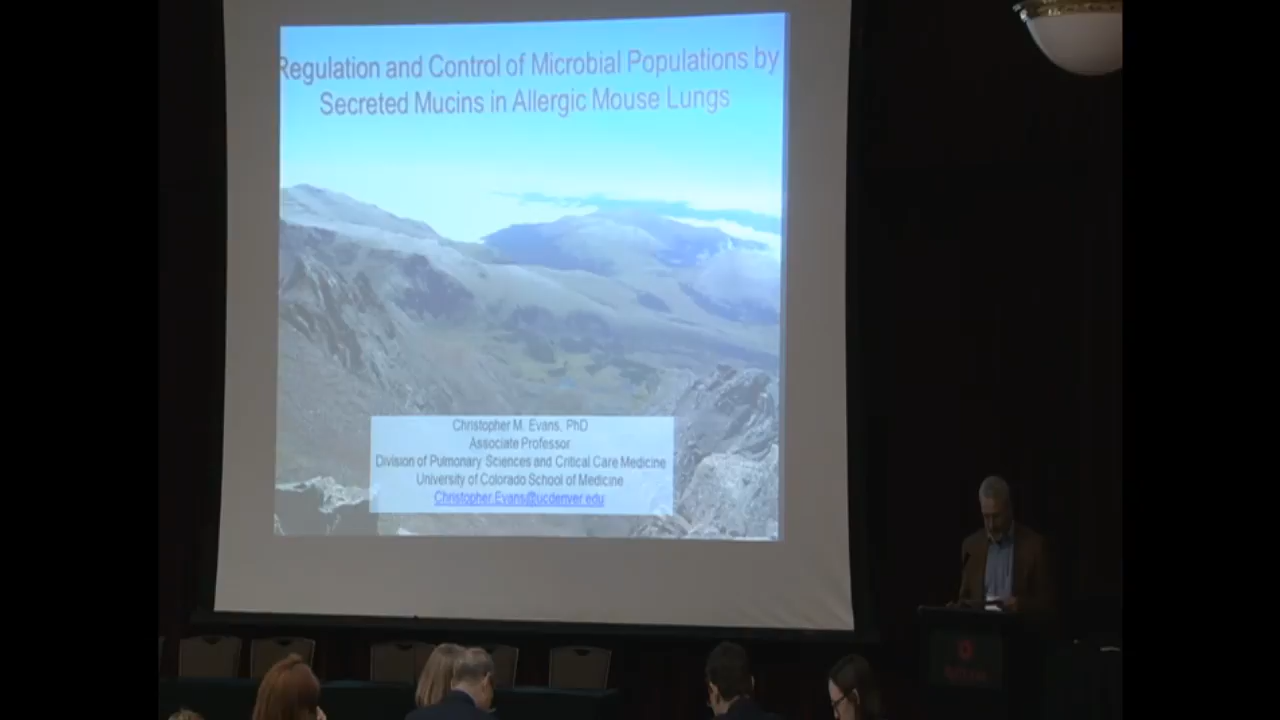 Regulation and Control of Microbial Populations by
Secreted Mucins in Allergic Mouse Lungs
Christopher M. Evans, PhD
Associate Professor
Division of Pulmonary Sciences and Critical Care Medicine
University of Colorado School of Medicine
Christopher.Evans@ucdenver.edu